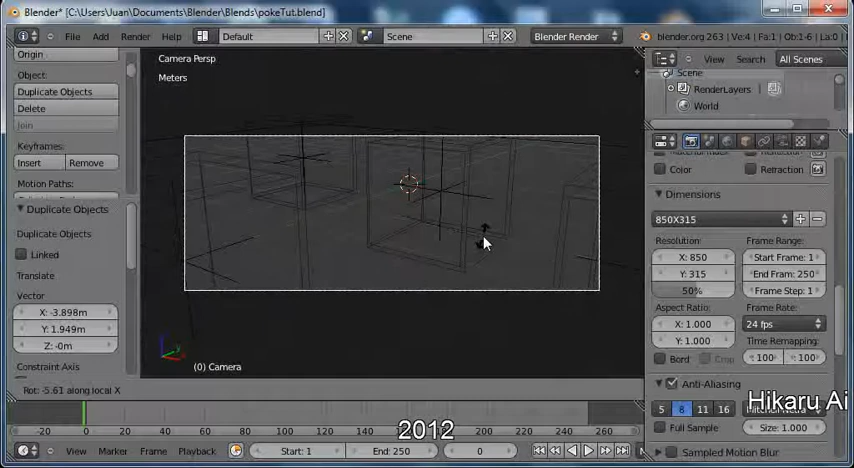 Blender* [C:\Users\Juan\Documents\Blender\Blends\pokeTut.blend]
File Add Render Help
Default
Scene
Blender Render
blender.org 263 | Ve:4 | Fa:1 | Ob:1-6 | La:0 |
Origin
Object:
Duplicate Objects
Delete
Join
Keyframes:
Insert Remove
Motion Paths:
Duplicate Objects
Duplicate Objects
Linked
Translate
Vector
X: -3.898m
Y: 1.949m
Z: -0m
Constraint Axis
Camera Persp
Meters
(0) Camera
Rot: -5.61 along local X
View Search All Scenes
Scene
RenderLayers
World
Color Refraction
Dimensions
850X315
Resolution: Frame Range:
X: 850 Start Frame: 1
Y: 315 End Fram: 250
50% Frame Step: 1
Aspect Ratio: Frame Rate:
X: 1.000 24 fps
Y: 1.000 Time Remapping:
Bord Crop 100 100
Anti-Aliasing
5 8 11 16
Full Sample Size: 1.000
Sampled Motion Blur
Hikaru Ai
-20 0 20 40 60 80 100 120 140 160 180 200 220 240 260
2012
View Marker Frame Playback Start: 1 End: 250 0